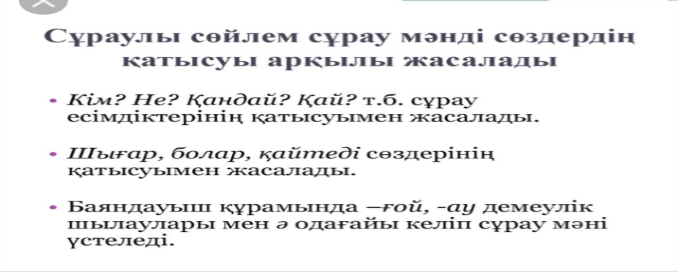 Сұраулы сөйлем сұрау мәнді сөздердің
қатысуы арқылы жасалады
• Кім? Не? Қандай? Қай? т.б. сұрау
есімдіктерінің қатысуымен жасалады.
• Шығар, болар, қайтеді сөздерінің
қатысуымен жасалады.
• Баяндауыш құрамында –ғой, -ау демеулік
шылаулары мен ә одағайы келіп сұрау мәні
үстеледі.